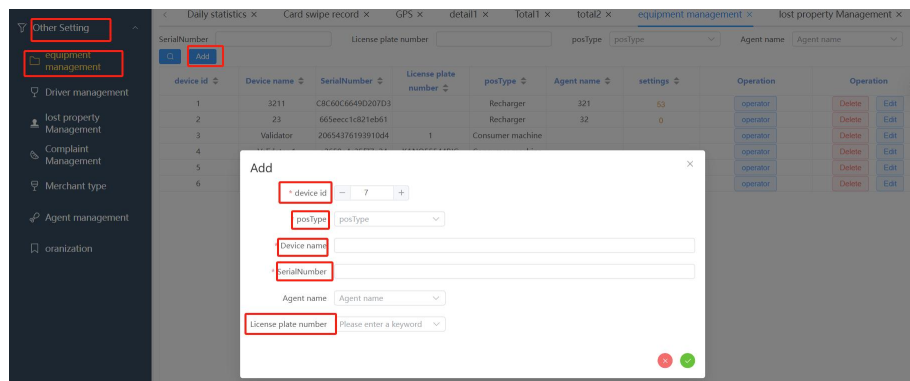 Daily statistics × Card swipe record × GPS × detail1 × Total1 × total2 × equipment management × lost property Management ×
Other Setting
equipment
management
Driver management
lost property
Management
Complaint
Management
Merchant type
Agent management
oranization
SerialNumber License plate number posType posType Agent name Agent name
Add
device id Device name SerialNumber License plate number posType Agent name settings Operation Operation
1 3211 C8C60C6649D207D3 Recharger 321 53 operator Delete Edit
2 23 665eecc1c821eb61 Recharger 32 0 operator Delete Edit
3 Validator 20654376193910d4 1 Consumer machine operator Delete Edit
4 operator Delete Edit
5 operator Delete Edit
6 operator Delete Edit
Add ×
* device id − 7 +
posType posType
* Device name
* SerialNumber
Agent name Agent name
License plate number Please enter a keyword